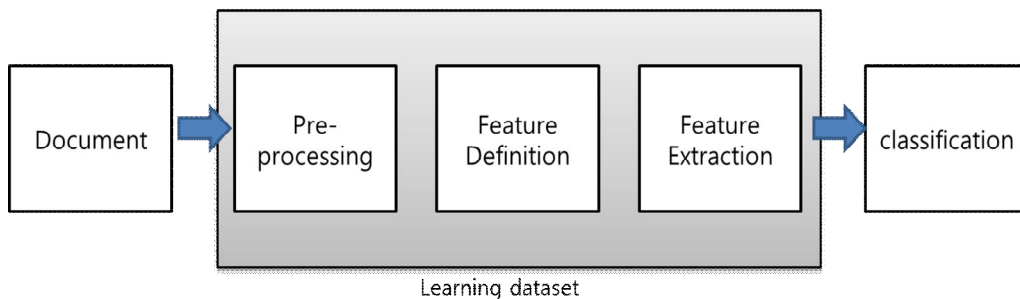 Document
Pre-
processing
Feature
Definition
Feature
Extraction
classification
Learning dataset